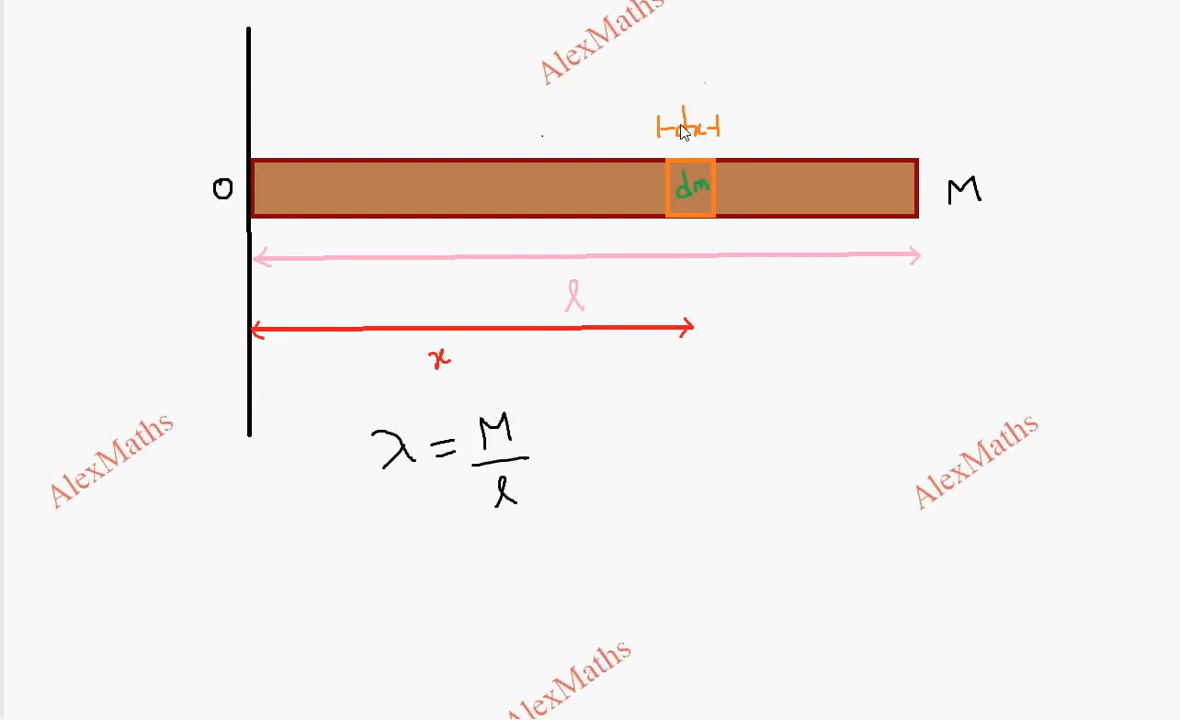 AlexMaths
dx
O dm M
l
x
λ = M/l
AlexMaths AlexMaths
AlexMaths